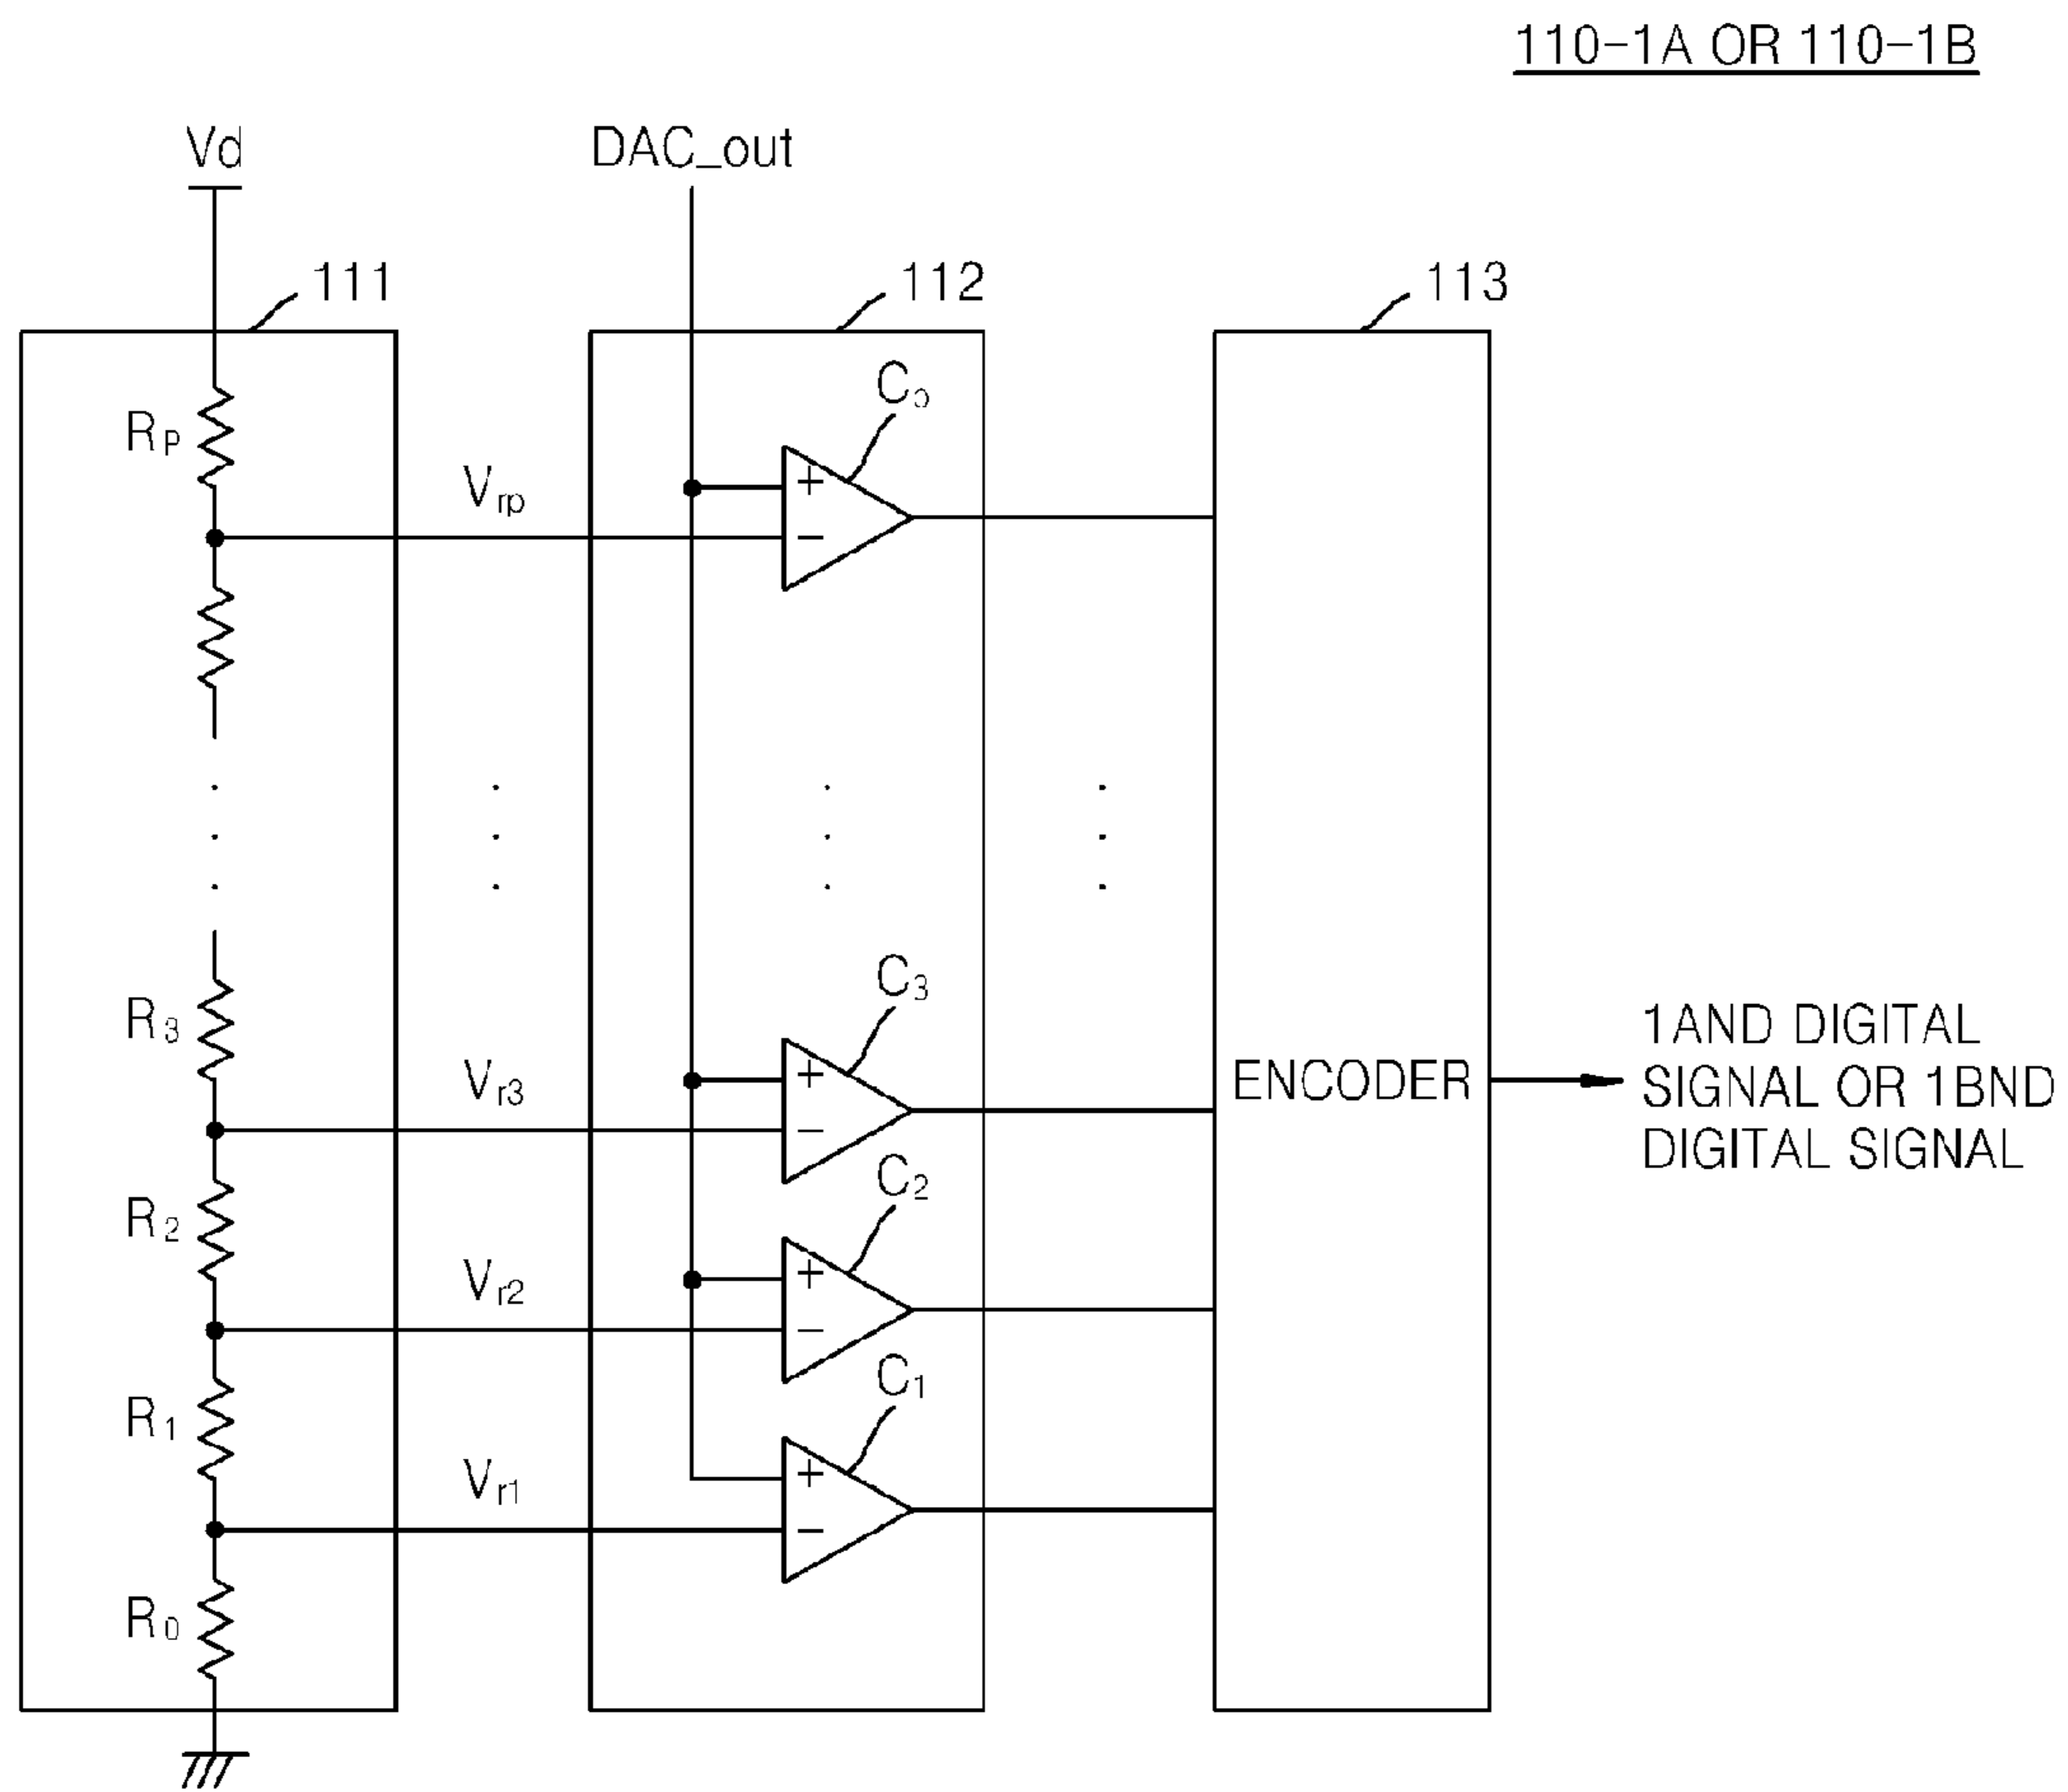 110-1A OR 110-1B
Vd
DAC_out
111
112
113
Cp
RP
+
Vrp
−
C3
R3
+
Vr3
−
ENCODER
1AND DIGITAL
SIGNAL OR 1BND
DIGITAL SIGNAL
C2
R2
+
Vr2
−
C1
R1
+
Vr1
−
R0